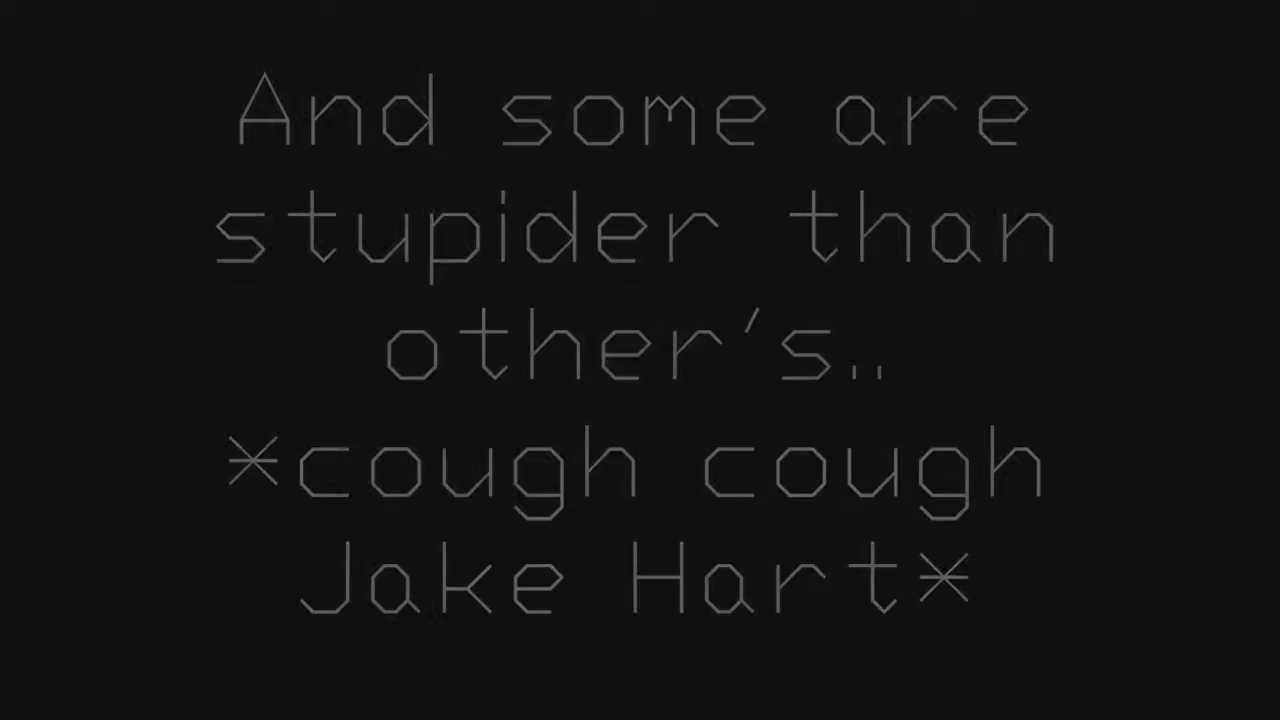 And some are
stupider than
other's..
*cough cough
Jake Hart*